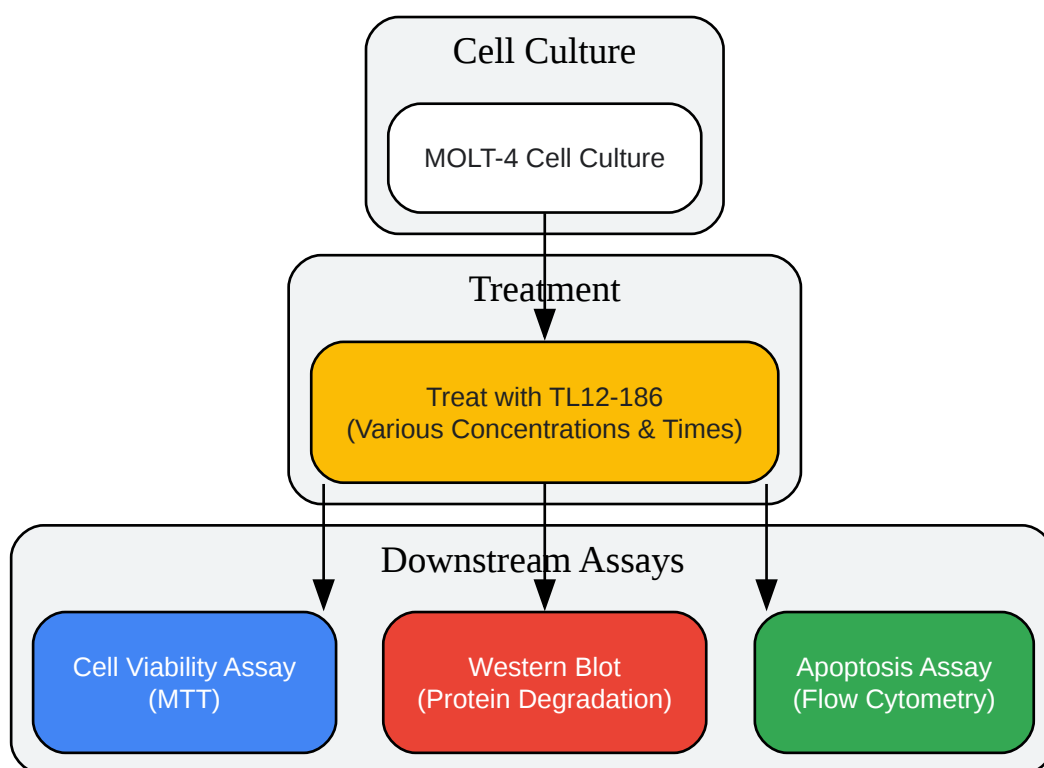 Cell Culture
MOLT-4 Cell Culture
Treatment
Treat with TL12-186
(Various Concentrations & Times)
Downstream Assays
Cell Viability Assay
(MTT)
Western Blot
(Protein Degradation)
Apoptosis Assay
(Flow Cytometry)